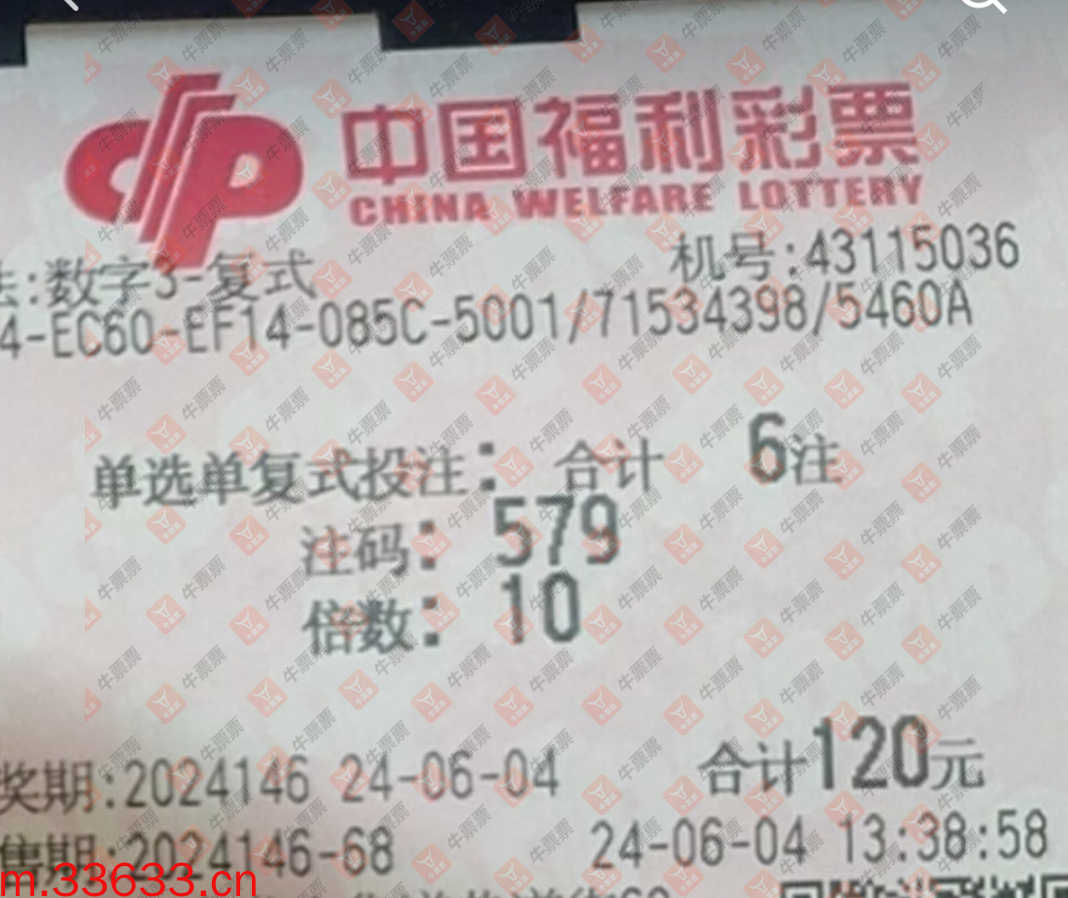 中国福利彩票
CHINA WELFARE LOTTERY
机号:43115036
:数字3-复式
4-EC60-EF14-085C-5001/71534398/5460A
单选单复式投注: 合计 6注
注码: 579
倍数: 10
奖期:2024146 24-06-04 合计120元
售期:2024146-68 24-06-04 13:38:58
m.33633.cn
牛票票